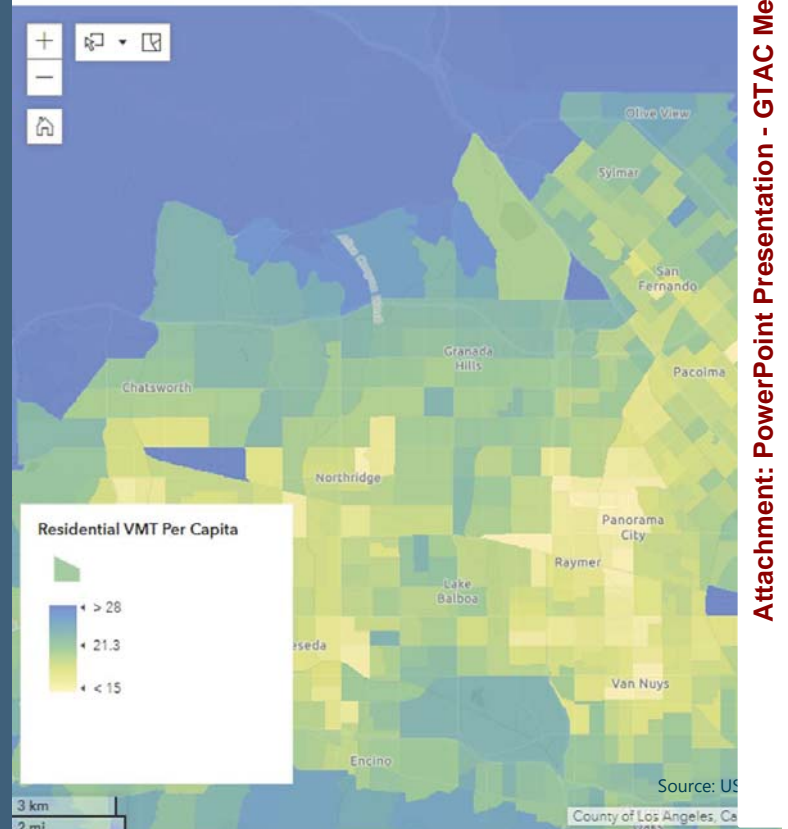 +
−
Olive View
Sylmar
San
Fernando
Granada
Hills
Pacoima
Chatsworth
Northridge
Residential VMT Per Capita
> 28
21.3
< 15
Panorama
City
Raymer
Lake
Balboa
eseda
Van Nuys
Encino
Source: US
3 km
2 mi
County of Los Angeles, Ca
Attachment: PowerPoint Presentation - GTAC Me